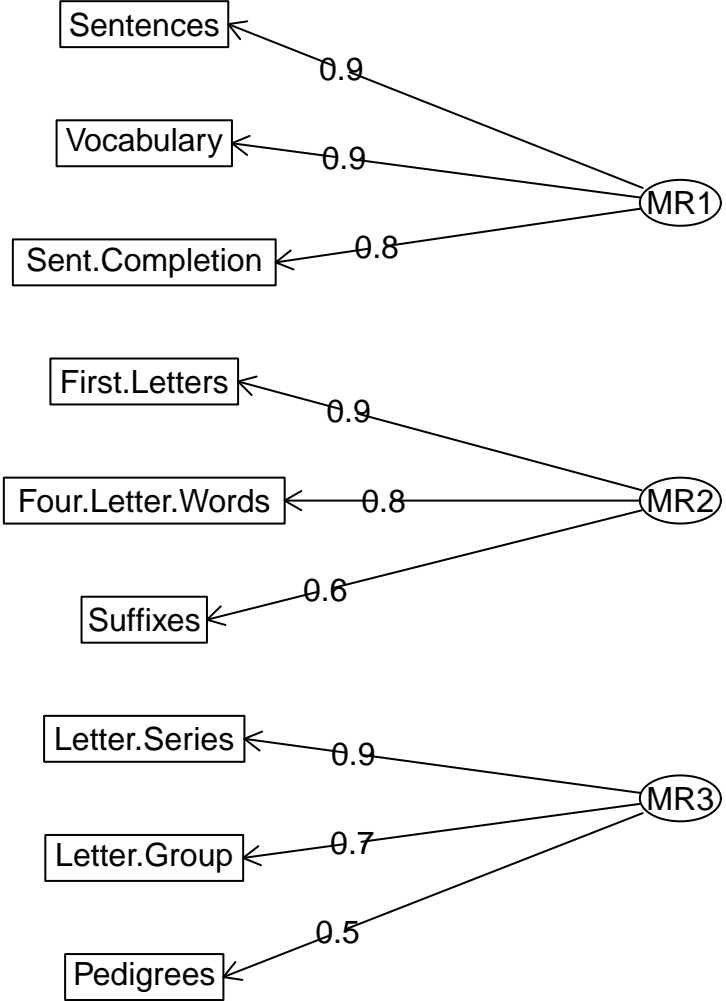 Sentences
0.9
Vocabulary
0.9
MR1
Sent.Completion
0.8
First.Letters
0.9
Four.Letter.Words
0.8
MR2
Suffixes
0.6
Letter.Series
0.9
MR3
Letter.Group
0.7
Pedigrees
0.5